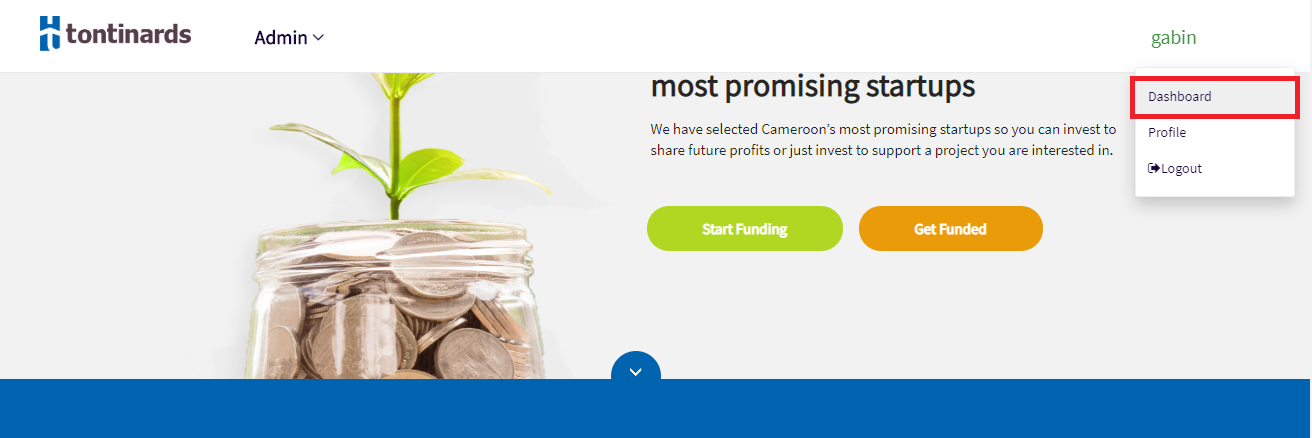 tontinards
Admin
gabin
Dashboard
Profile
Logout
most promising startups
We have selected Cameroon’s most promising startups so you can invest to
share future profits or just invest to support a project you are interested in.
Start Funding
Get Funded